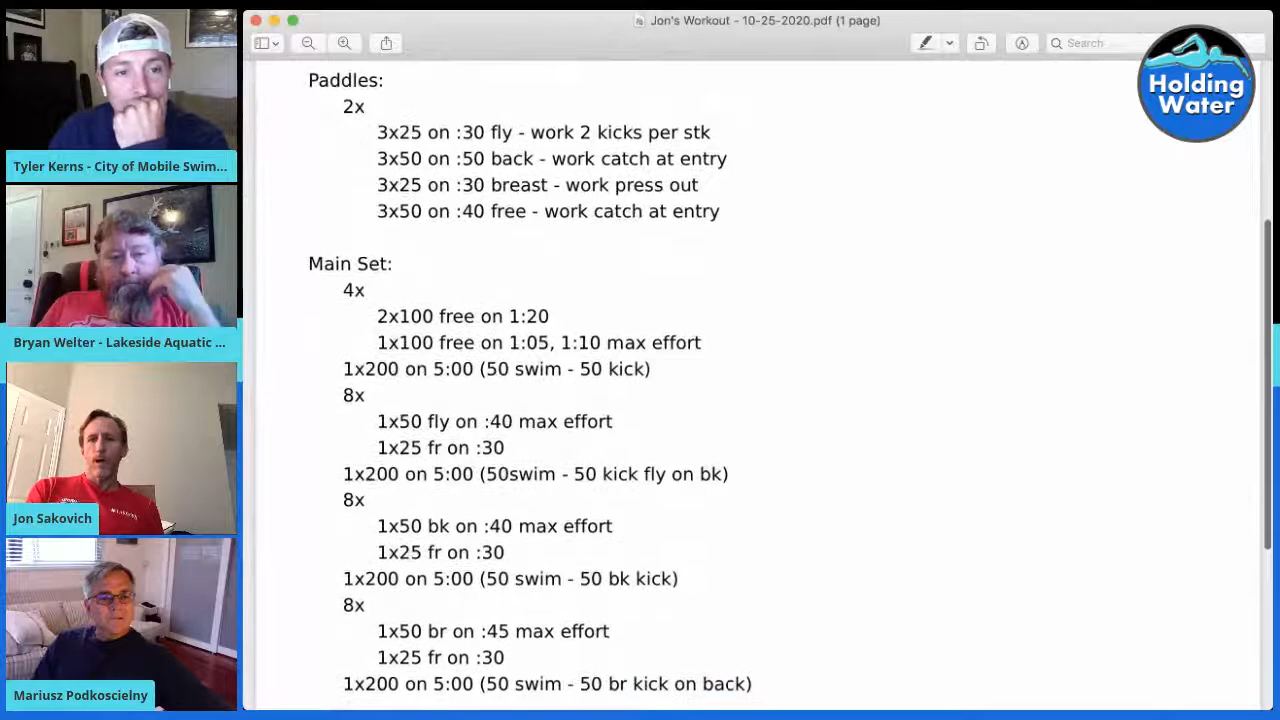 Jon's Workout - 10-25-2020.pdf (1 page)
Search
Holding
Water
Paddles:
2x
3x25 on :30 fly - work 2 kicks per stk
3x50 on :50 back - work catch at entry
3x25 on :30 breast - work press out
3x50 on :40 free - work catch at entry
Main Set:
4x
2x100 free on 1:20
1x100 free on 1:05, 1:10 max effort
1x200 on 5:00 (50 swim - 50 kick)
8x
1x50 fly on :40 max effort
1x25 fr on :30
1x200 on 5:00 (50swim - 50 kick fly on bk)
8x
1x50 bk on :40 max effort
1x25 fr on :30
1x200 on 5:00 (50 swim - 50 bk kick)
8x
1x50 br on :45 max effort
1x25 fr on :30
1x200 on 5:00 (50 swim - 50 br kick on back)
Tyler Kerns - City of Mobile Swim...
Bryan Welter - Lakeside Aquatic ...
Jon Sakovich
Mariusz Podkoscielny